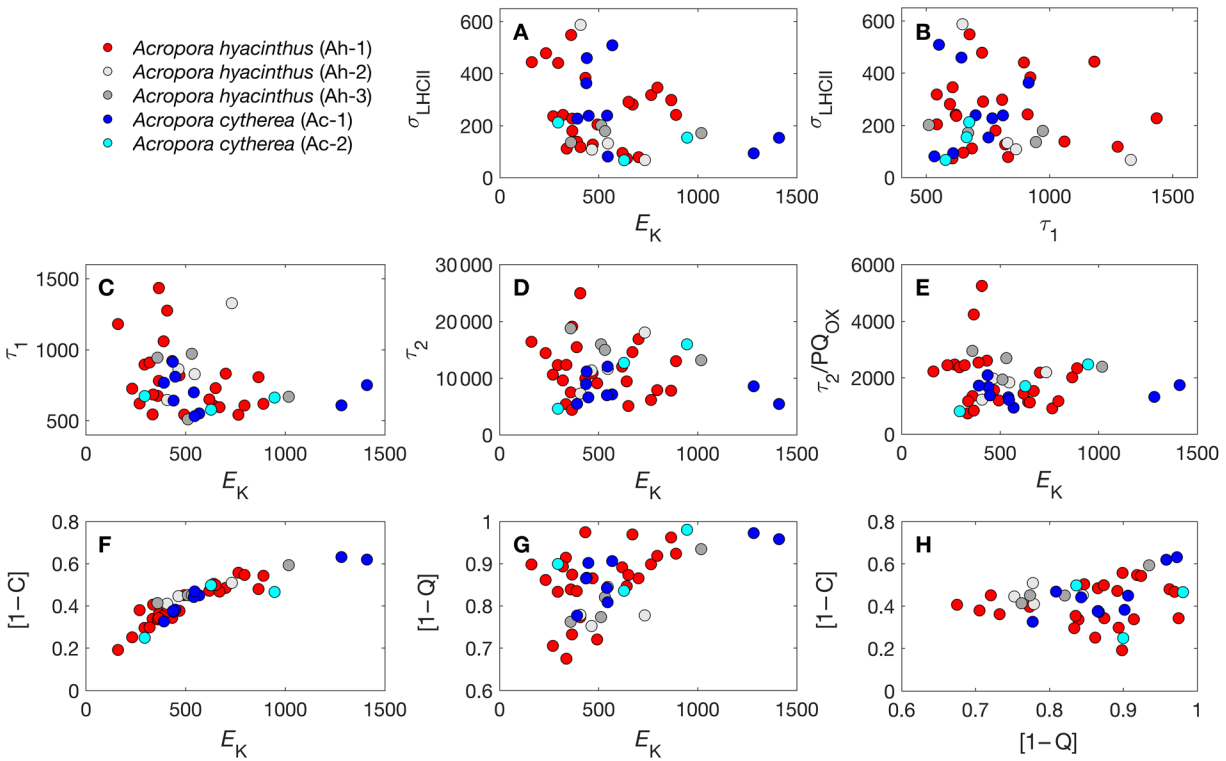 Acropora hyacinthus (Ah-1)
Acropora hyacinthus (Ah-2)
Acropora hyacinthus (Ah-3)
Acropora cytherea (Ac-1)
Acropora cytherea (Ac-2)
A
600
400
200
0
σLHCII
0 500 1000 1500
EK
B
600
400
200
0
σLHCII
500 1000 1500
τ1
C
1500
1000
500
τ1
0 500 1000 1500
EK
D
30 000
20 000
10 000
0
τ2
0 500 1000 1500
EK
E
6000
4000
2000
0
τ2/PQOX
0 500 1000 1500
EK
F
0.8
0.6
0.4
0.2
0
[1–C]
0 500 1000 1500
EK
G
1
0.9
0.8
0.7
0.6
[1–Q]
0 500 1000 1500
EK
H
0.8
0.6
0.4
0.2
0
[1–C]
0.6 0.7 0.8 0.9 1
[1–Q]